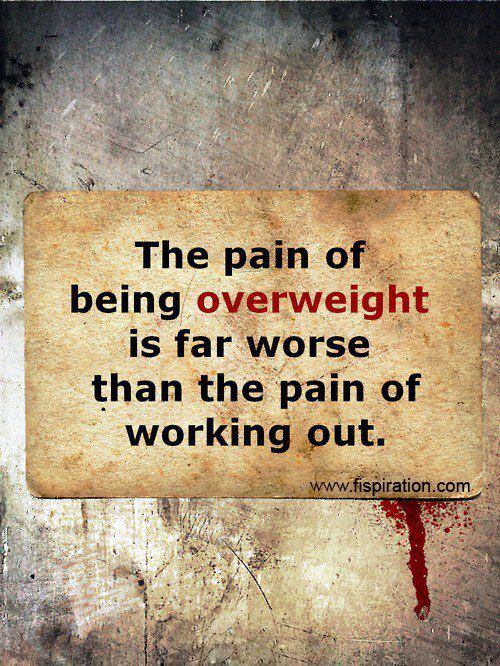 The pain of
being overweight
is far worse
than the pain of
working out.
www.fispiration.com